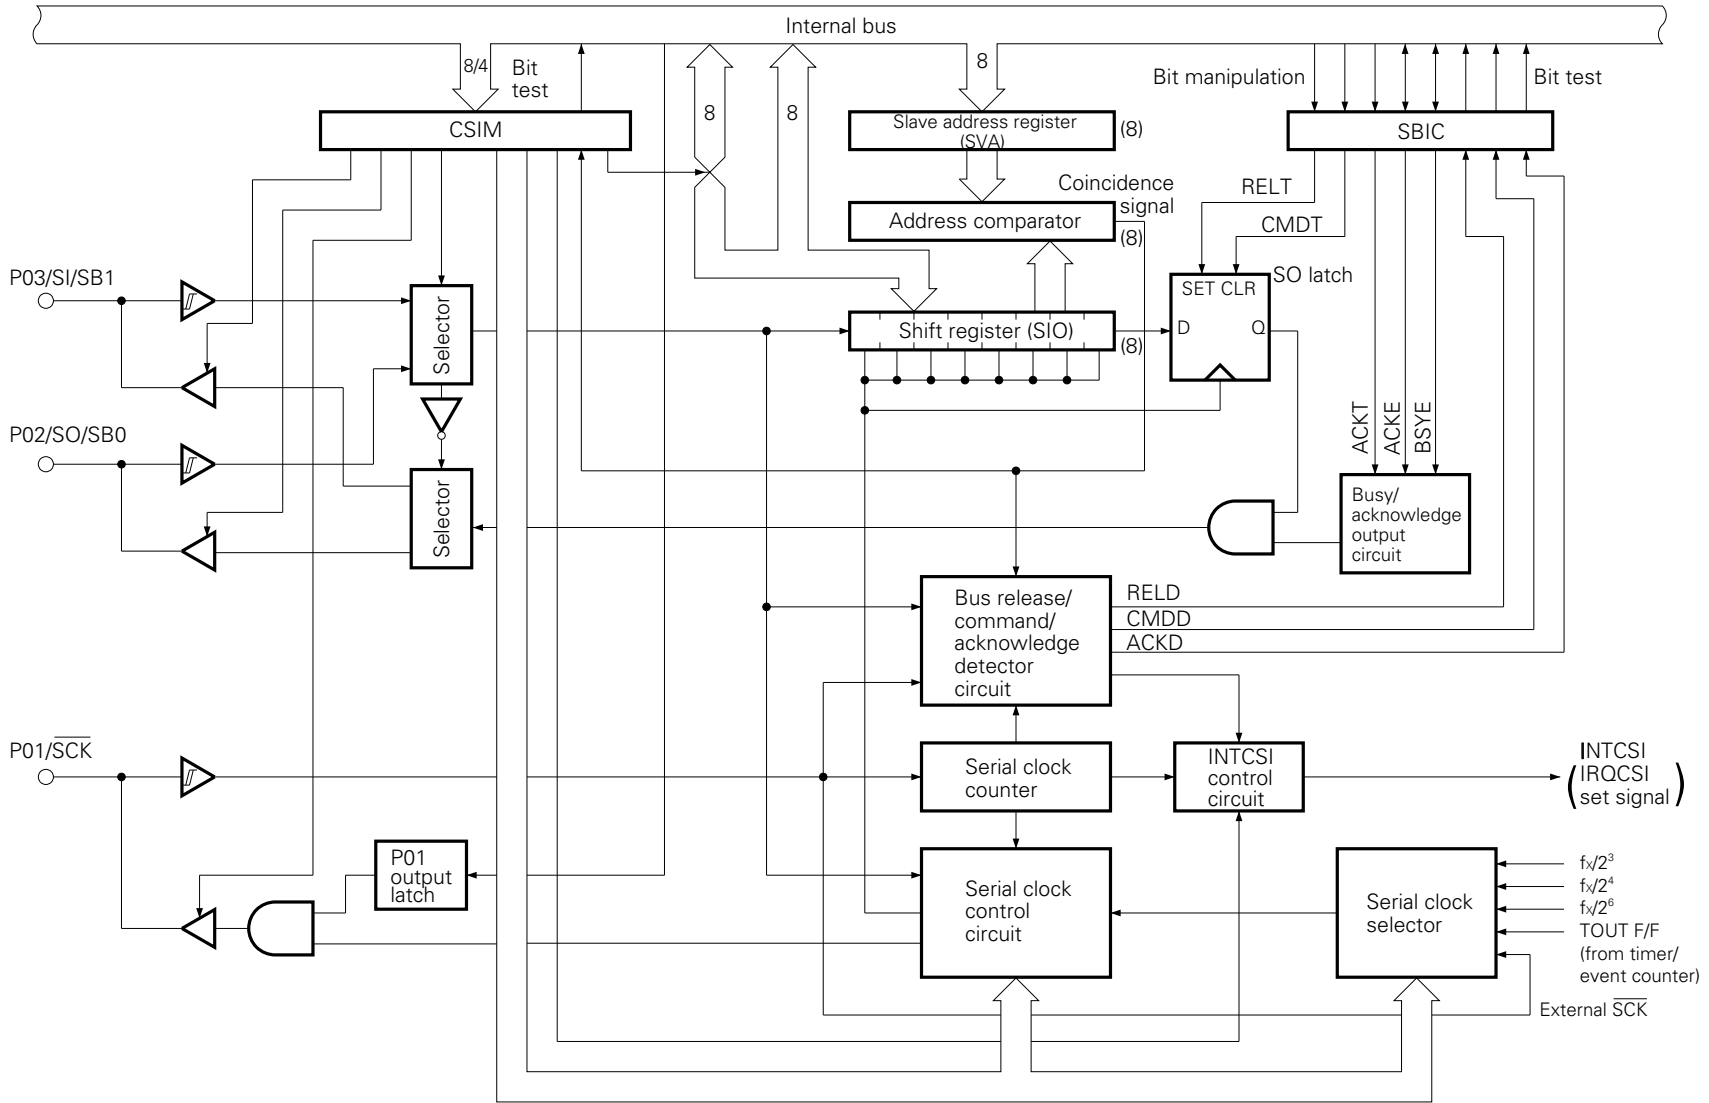 Internal bus
8/4
Bit
test
8
8
8
Bit manipulation
Bit test
CSIM
Slave address register
(SVA)
(8)
SBIC
Coincidence
signal
Address comparator
(8)
RELT
CMDT
P03/SI/SB1
Selector
SO latch
SET CLR
D
Q
Shift register (SIO)
(8)
P02/SO/SB0
Selector
ACKT
ACKE
BSYE
Busy/
acknowledge
output
circuit
Bus release/
command/
acknowledge
detector
circuit
RELD
CMDD
ACKD
P01/S̅C̅K̅
Serial clock
counter
INTCSI
control
circuit
INTCSI
(IRQCSI
set signal)
P01
output
latch
Serial clock
control
circuit
Serial clock
selector
fx/2³
fx/2⁴
fx/2⁶
TOUT F/F
(from timer/
event counter)
External S̅C̅K̅